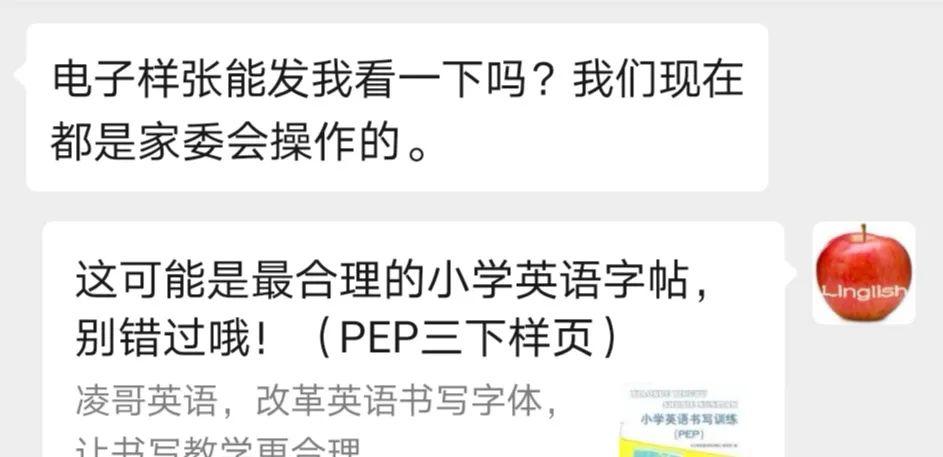 电子样张能发我看一下吗？我们现在
都是家委会操作的。
这可能是最合理的小学英语字帖，
别错过哦！（PEP三下样页）
Linglish
凌哥英语，改革英语书写字体，
让书写教学更合理
小学英语书写训练
(PEP)